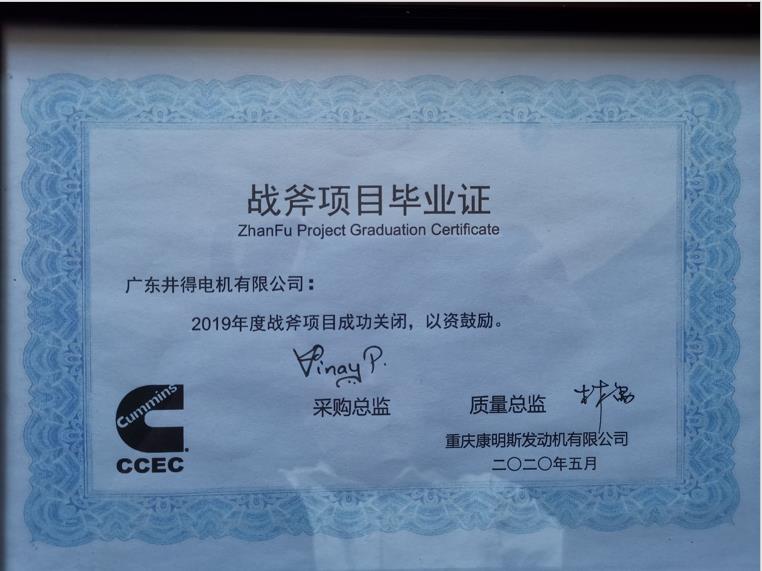 战斧项目毕业证
ZhanFu Project Graduation Certificate
广东井得电机有限公司：
2019年度战斧项目成功关闭，以资鼓励。
Vinay P.
采购总监
质量总监
Cummins
CCEC
重庆康明斯发动机有限公司
二〇二〇年五月